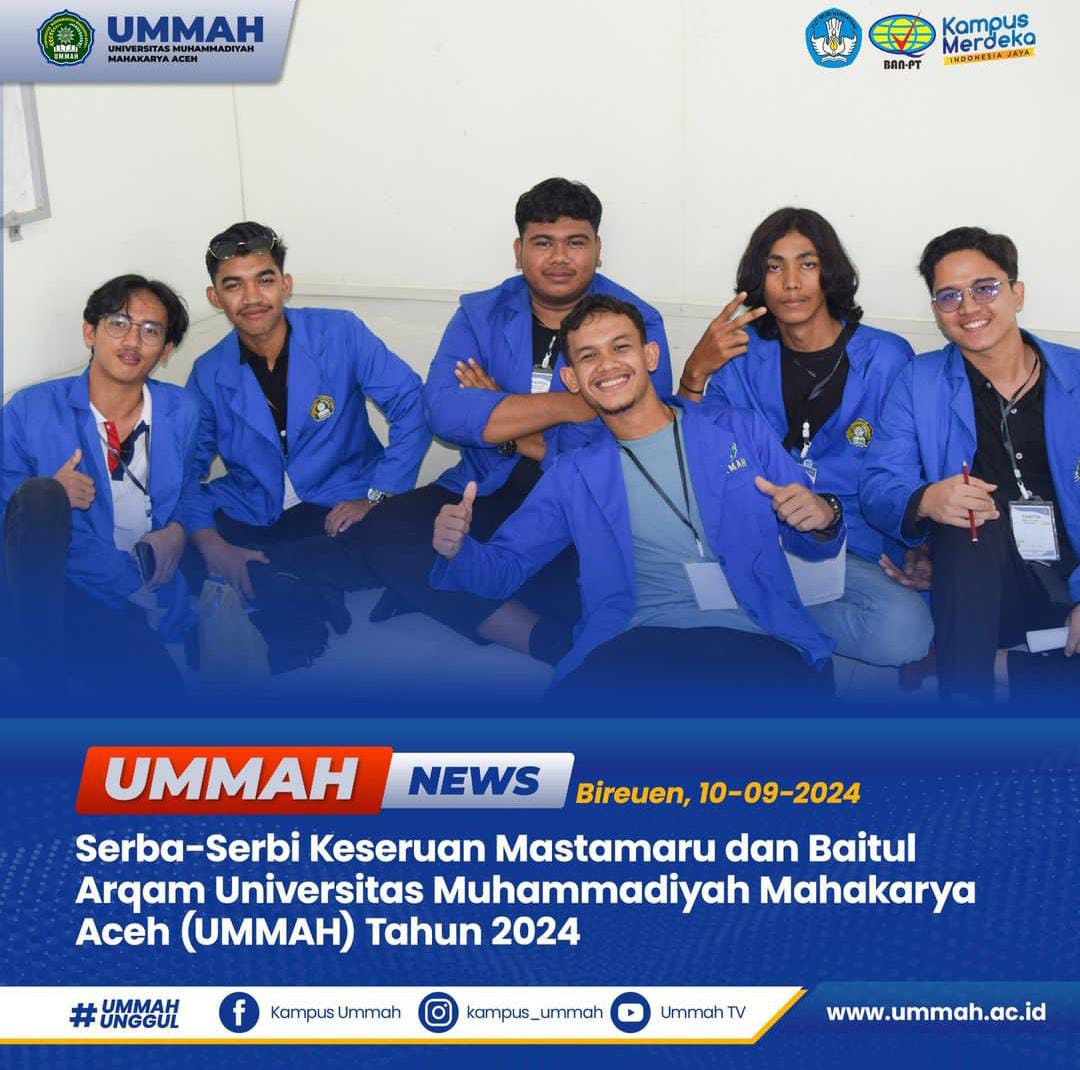 UMMAH
UNIVERSITAS MUHAMMADIYAH
MAHAKARYA ACEH
UMMAH
BAN-PT
Kampus
Merdeka
INDONESIA JAYA
UMMAH NEWS
Bireuen, 10-09-2024
Serba-Serbi Keseruan Mastamaru dan Baitul
Arqam Universitas Muhammadiyah Mahakarya
Aceh (UMMAH) Tahun 2024
#UMMAH
UNGGUL
Kampus Ummah
kampus_ummah
Ummah TV
www.ummah.ac.id